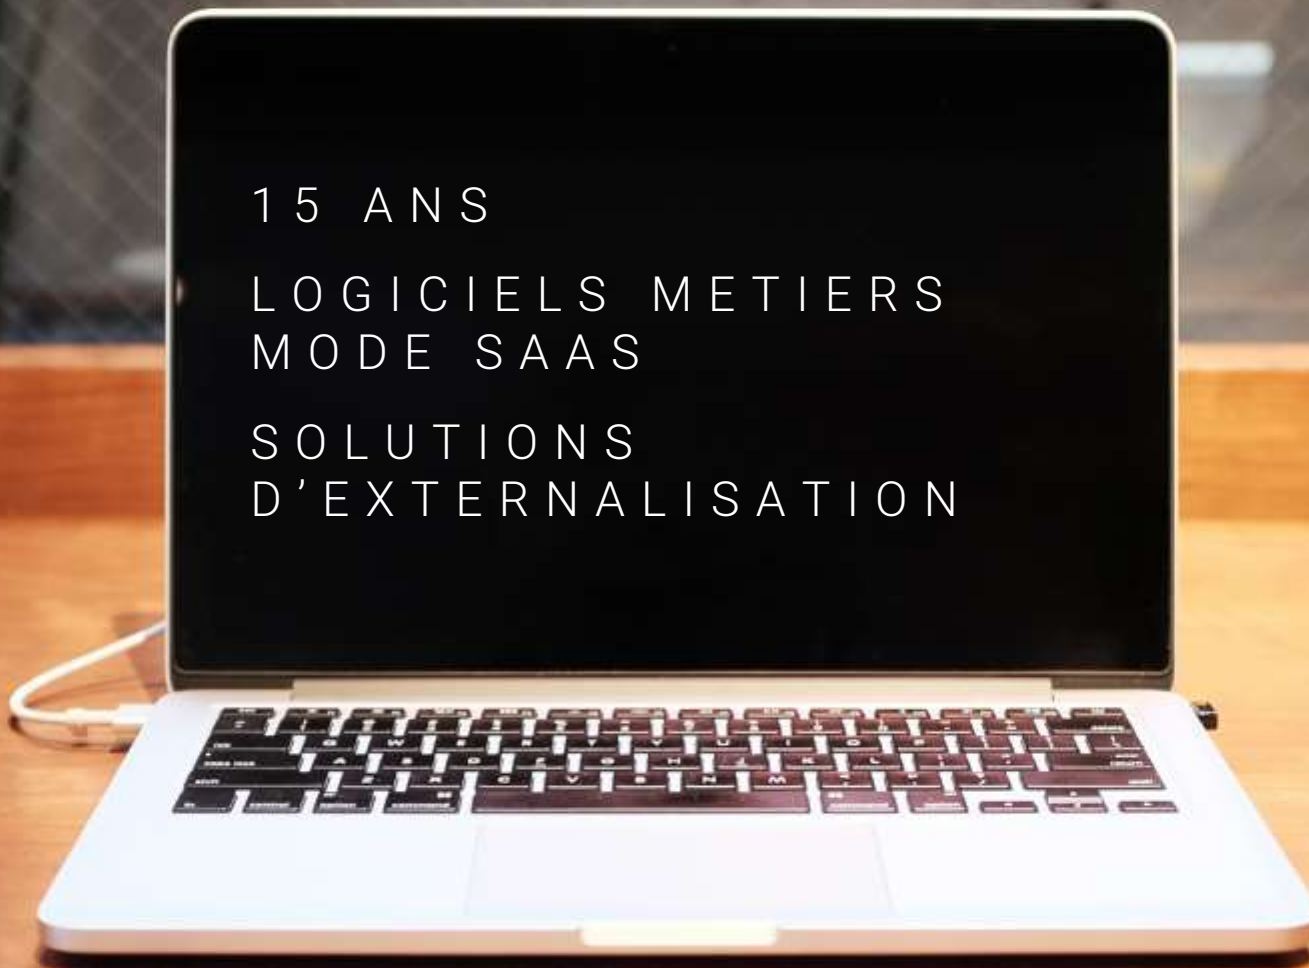 15 ANS
LOGICIELS METIERS
MODE SAAS
SOLUTIONS
D’EXTERNALISATION